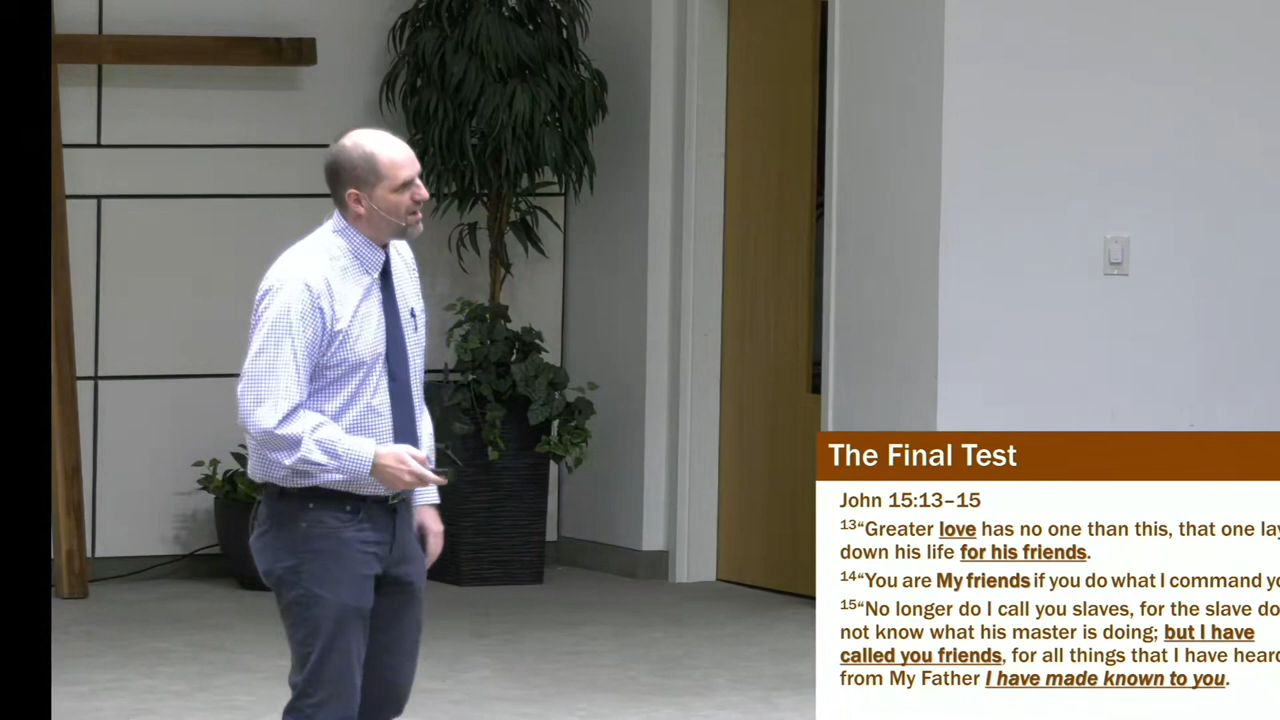 The Final Test
John 15:13–15
13“Greater love has no one than this, that one lay
down his life for his friends.
14“You are My friends if you do what I command yo
15“No longer do I call you slaves, for the slave do
not know what his master is doing; but I have
called you friends, for all things that I have heard
from My Father I have made known to you.